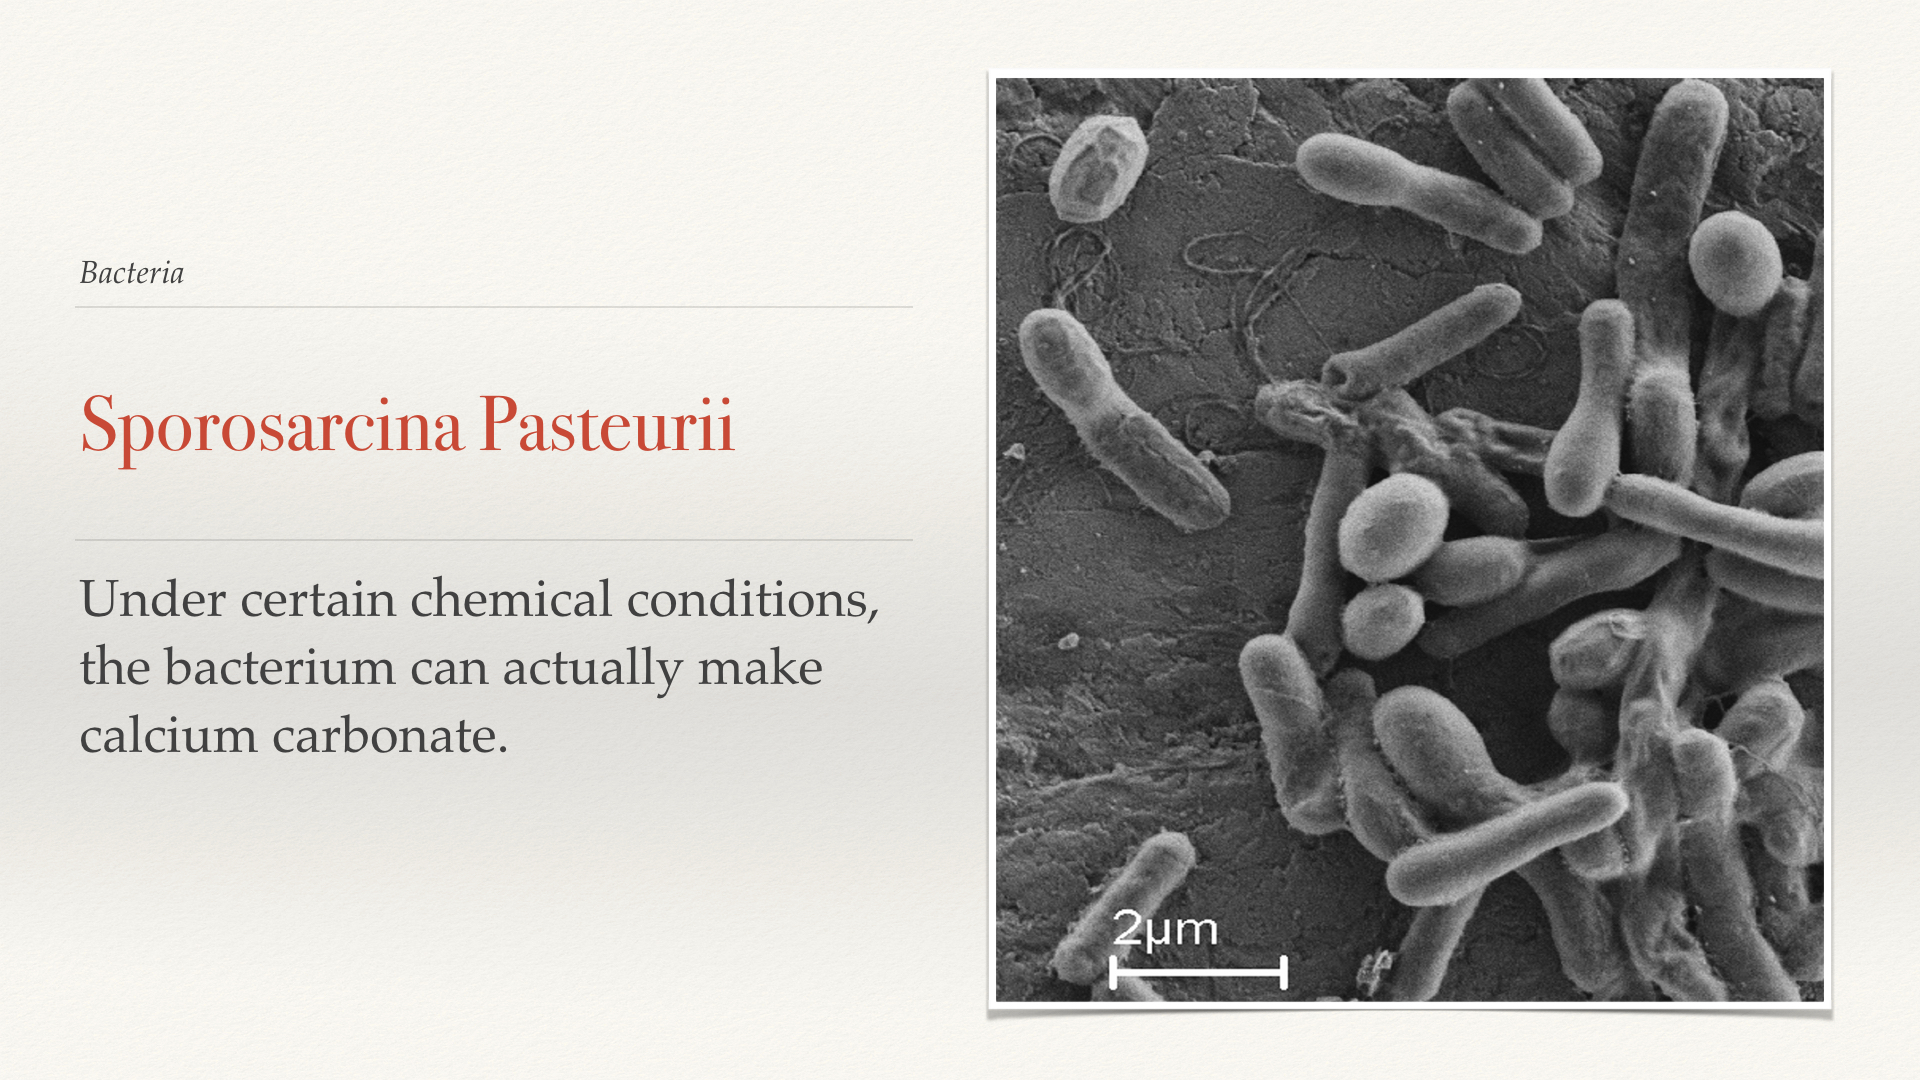 Bacteria
Sporosarcina Pasteurii
Under certain chemical conditions,
the bacterium can actually make
calcium carbonate.
2µm